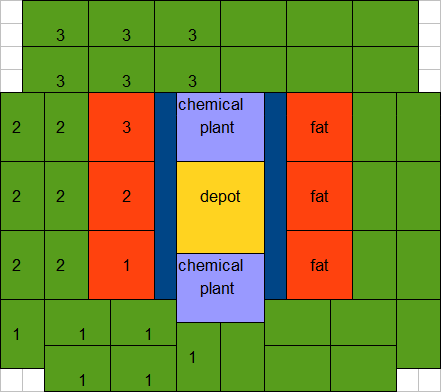 3 3 3
3 3 3
chemical
plant
2 2 3 fat
depot
2 2 2 fat
2 2 1 fat
chemical
plant
1 1 1
1
1 1